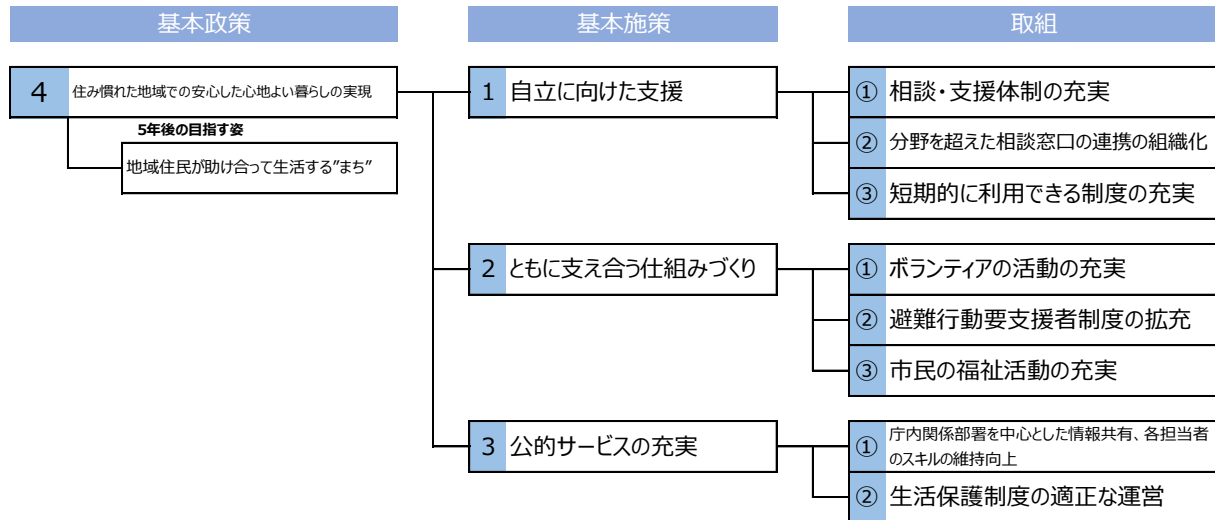 基本政策
基本施策
取組
4 住み慣れた地域での安心した心地よい暮らしの実現
5年後の目指す姿
地域住民が助け合って生活する”まち”
1 自立に向けた支援
① 相談・支援体制の充実
② 分野を超えた相談窓口の連携の組織化
③ 短期的に利用できる制度の充実
2 ともに支え合う仕組みづくり
① ボランティアの活動の充実
② 避難行動要支援者制度の拡充
③ 市民の福祉活動の充実
3 公的サービスの充実
① 庁内関係部署を中心とした情報共有、各担当者
のスキルの維持向上
② 生活保護制度の適正な運営